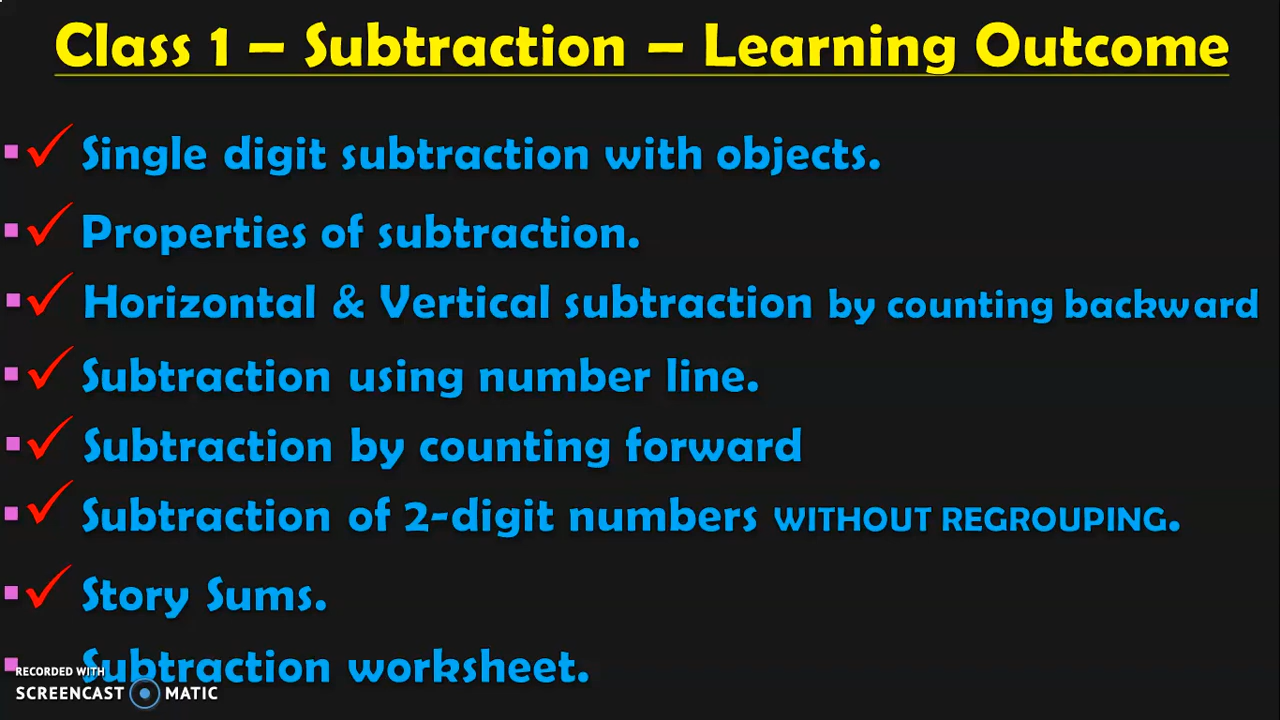 Class 1 – Subtraction – Learning Outcome
Single digit subtraction with objects.
Properties of subtraction.
Horizontal & Vertical subtraction by counting backward
Subtraction using number line.
Subtraction by counting forward
Subtraction of 2-digit numbers WITHOUT REGROUPING.
Story Sums.
Subtraction worksheet.
RECORDED WITH
SCREENCAST MATIC